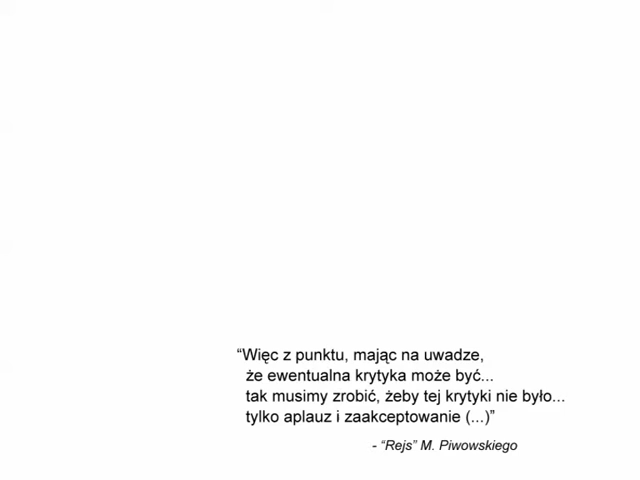 “Więc z punktu, mając na uwadze,
że ewentualna krytyka może być...
tak musimy zrobić, żeby tej krytyki nie było...
tylko aplauz i zaakceptowanie (...)”
- “Rejs” M. Piwowskiego